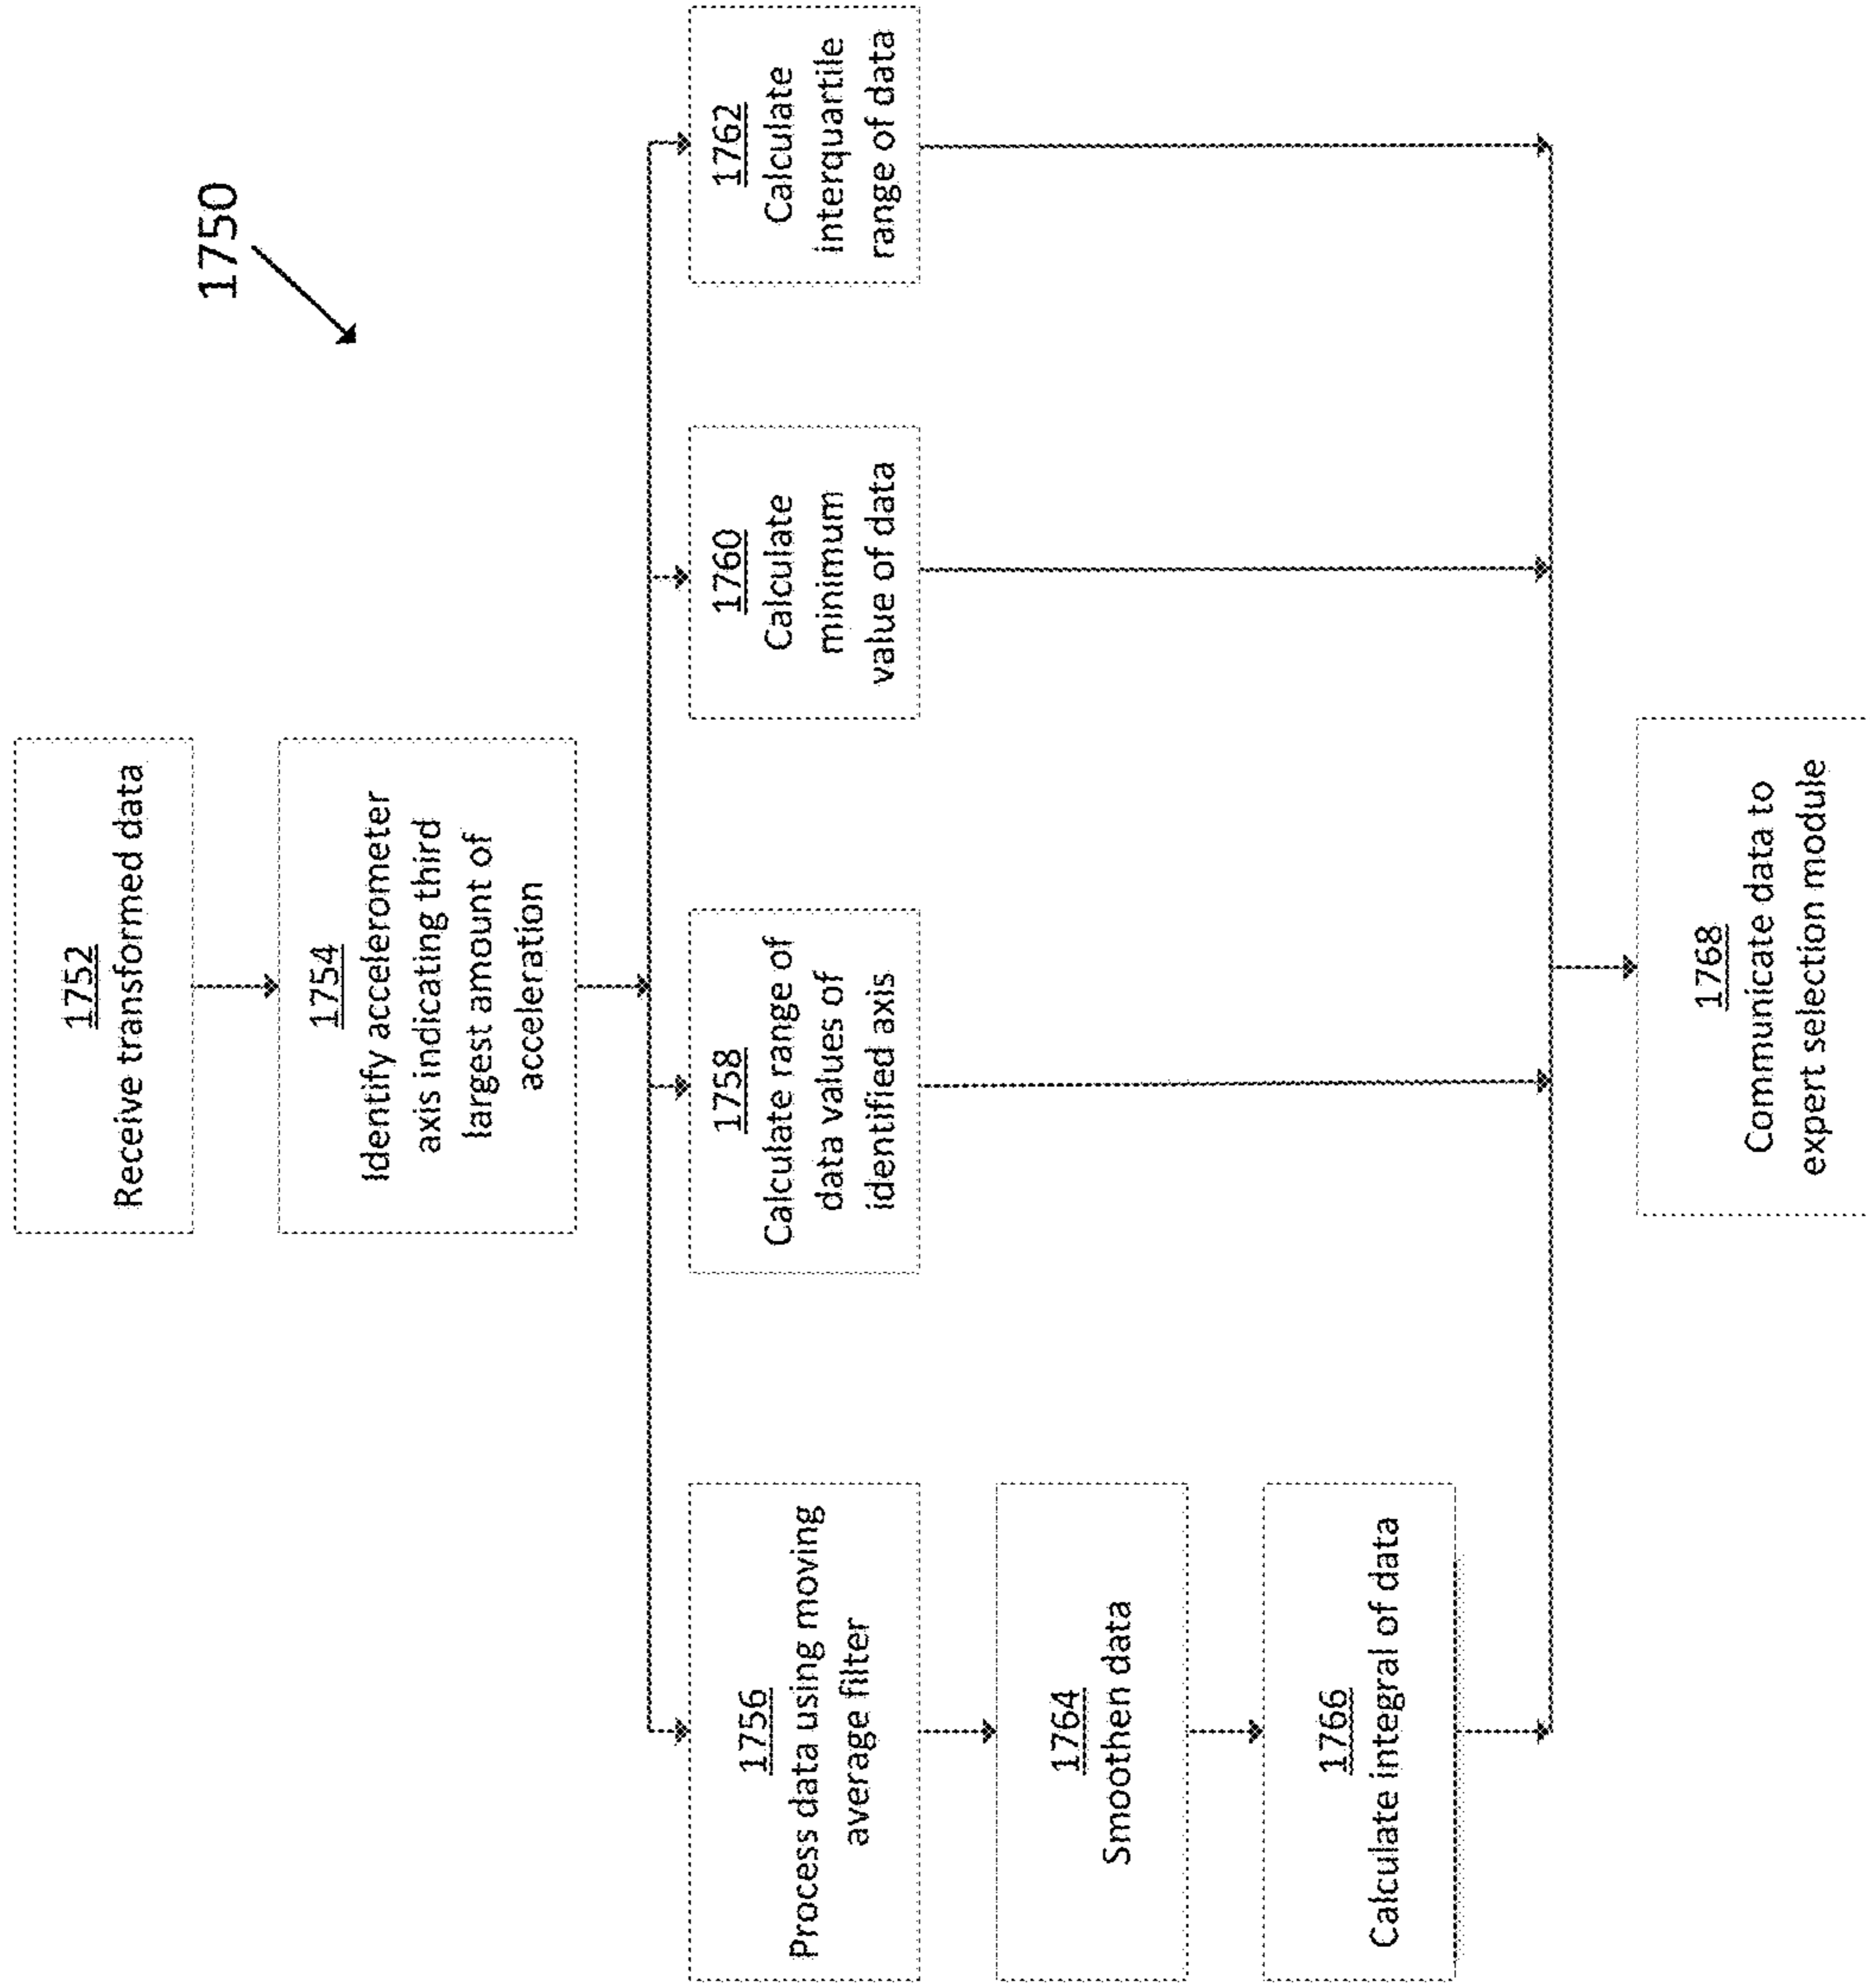 1750
1752
Receive transformed data
1754
Identify accelerometer
axis indicating third
largest amount of
acceleration
1756
Process data using moving
average filter
1758
Calculate range of
data values of
identified axis
1760
Calculate
minimum
value of data
1762
Calculate
interquartile
range of data
1764
Smoothen data
1766
Calculate integral of data
1768
Communicate data to
expert selection module